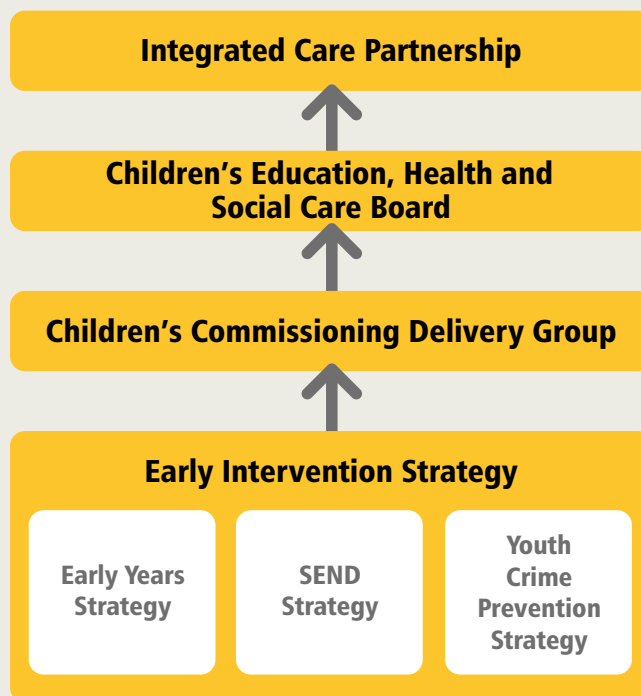 Integrated Care Partnership
Children’s Education, Health and
Social Care Board
Children’s Commissioning Delivery Group
Early Intervention Strategy
Early Years
Strategy
SEND
Strategy
Youth
Crime
Prevention
Strategy